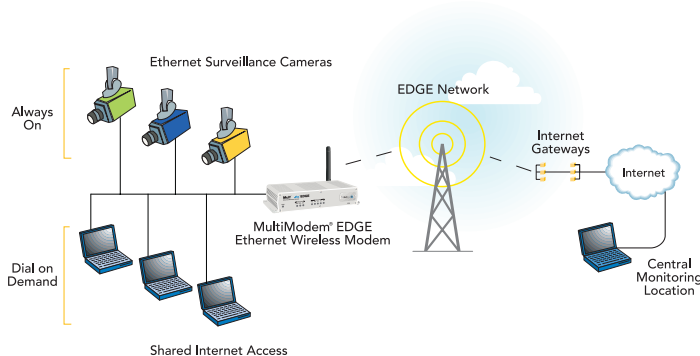 Ethernet Surveillance Cameras
Always
On
EDGE Network
Internet
Gateways
Internet
MultiModem® EDGE
Ethernet Wireless Modem
Dial on
Demand
Central
Monitoring
Location
Shared Internet Access